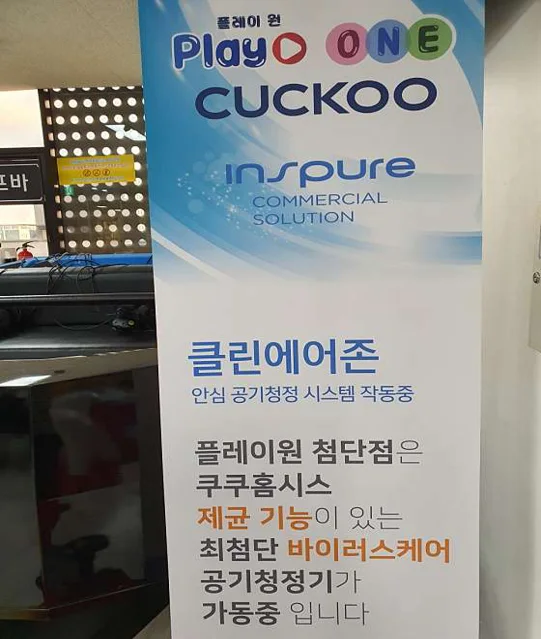 플레이 원
Play ONE
CUCKOO
inspure
COMMERCIAL
SOLUTION
프바
클린에어존
안심 공기청정 시스템 작동중
플레이원 첨단점은
쿠쿠홈시스
제균 기능이 있는
최첨단 바이러스케어
공기청정기가
가동중 입니다